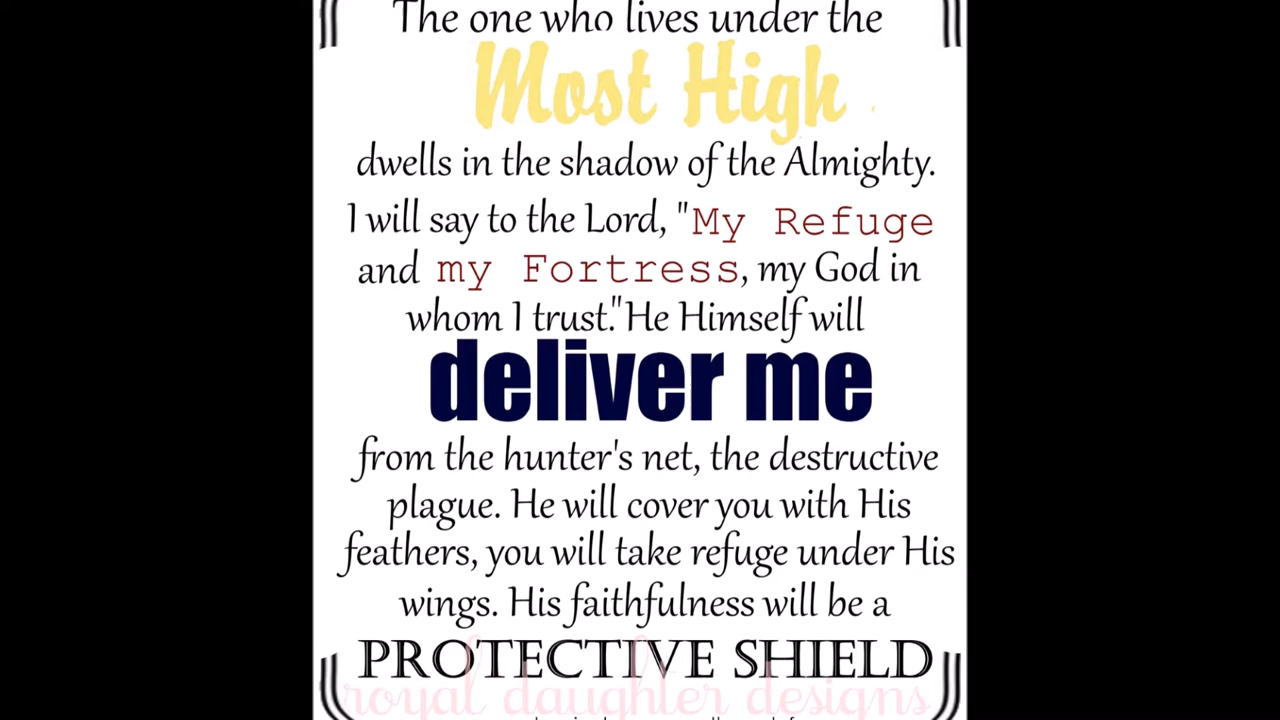 The one who lives under the
Most High
dwells in the shadow of the Almighty.
I will say to the Lord, "My Refuge
and my Fortress, my God in
whom I trust."He Himself will
deliver me
from the hunter's net, the destructive
plague. He will cover you with His
feathers, you will take refuge under His
wings. His faithfulness will be a
PROTECTIVE SHIELD
royal daughter designs